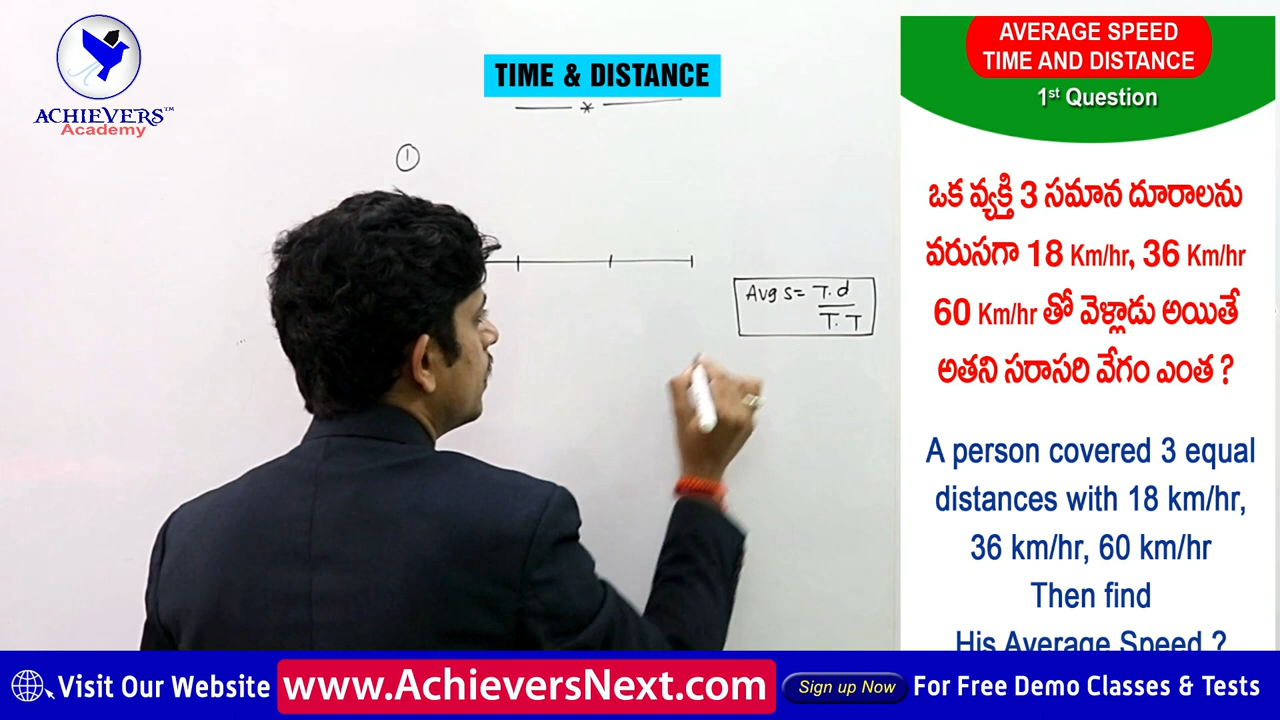 ACHIEVERS™
Academy
TIME & DISTANCE
1
Avg s = T.d
T.T
AVERAGE SPEED
TIME AND DISTANCE
1st Question
ఒక వ్యక్తి 3 సమాన దూరాలను
వరుసగా 18 Km/hr, 36 Km/hr
60 Km/hr తో వెళ్లాడు అయితే
అతని సరాసరి వేగం ఎంత ?
A person covered 3 equal
distances with 18 km/hr,
36 km/hr, 60 km/hr
Then find
His Average Speed ?
Visit Our Website www.AchieversNext.com Sign up Now For Free Demo Classes & Tests